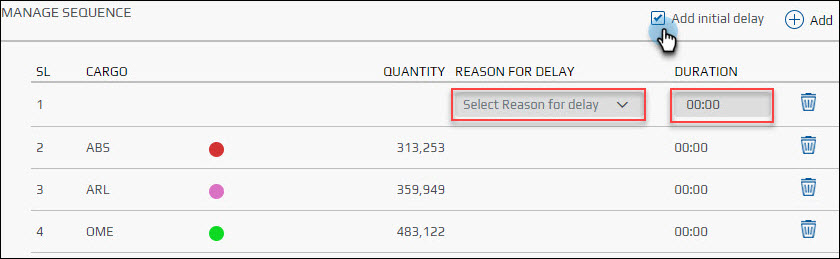 MANAGE SEQUENCE Add initial delay Add
SL CARGO QUANTITY REASON FOR DELAY DURATION
1 Select Reason for delay 00:00
2 ABS 313,253 00:00
3 ARL 359,949 00:00
4 OME 483,122 00:00